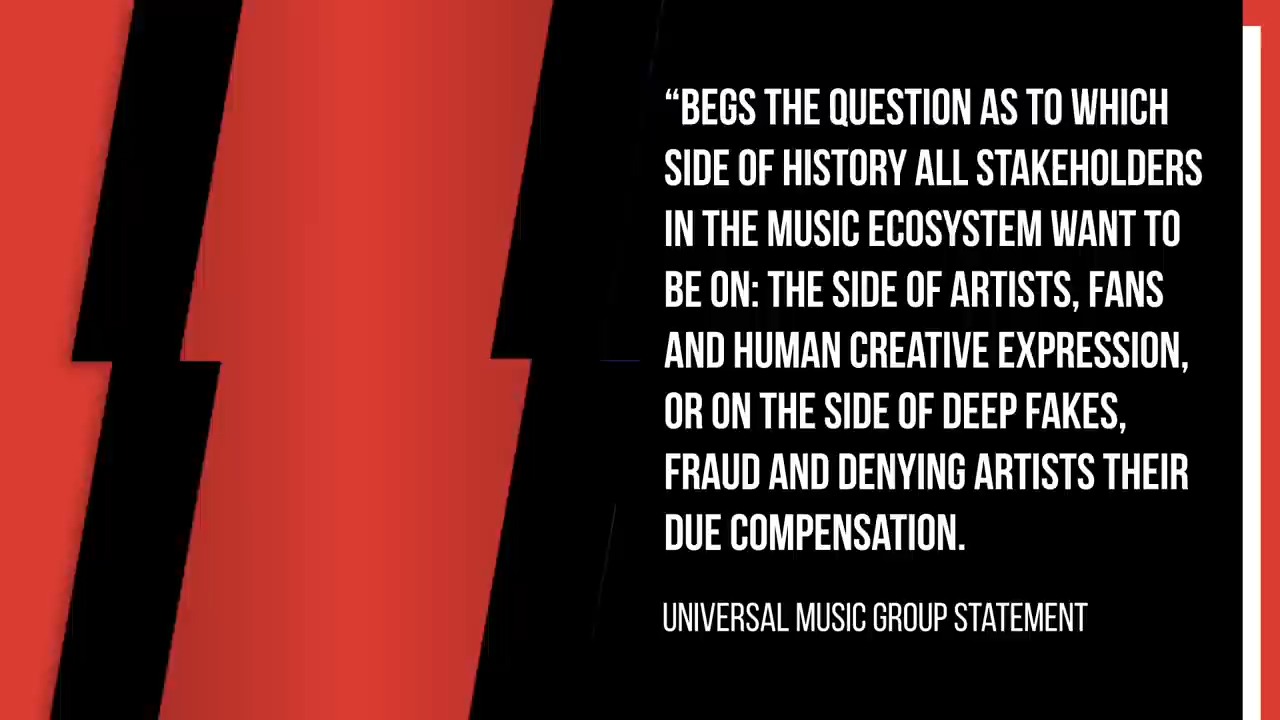 “BEGS THE QUESTION AS TO WHICH
SIDE OF HISTORY ALL STAKEHOLDERS
IN THE MUSIC ECOSYSTEM WANT TO
BE ON: THE SIDE OF ARTISTS, FANS
AND HUMAN CREATIVE EXPRESSION,
OR ON THE SIDE OF DEEP FAKES,
FRAUD AND DENYING ARTISTS THEIR
DUE COMPENSATION.
UNIVERSAL MUSIC GROUP STATEMENT